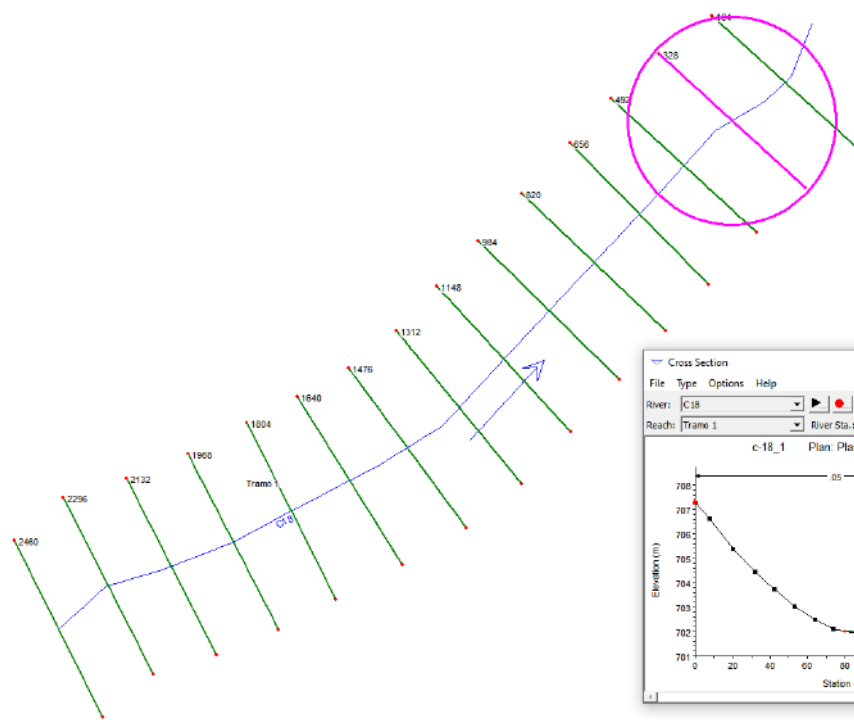 164
328
492
656
820
984
1148
1312
1476
1640
1804
1968
2132
2296
2460
Tramo 1
C18
Cross Section
File Type Options Help
River: C18
Reach: Tramo 1 River Sta.:
c-18_1 Plan: Pla
.05
708
707
706
705
704
703
702
701
0 20 40 60 80
Elevation (m)
Station